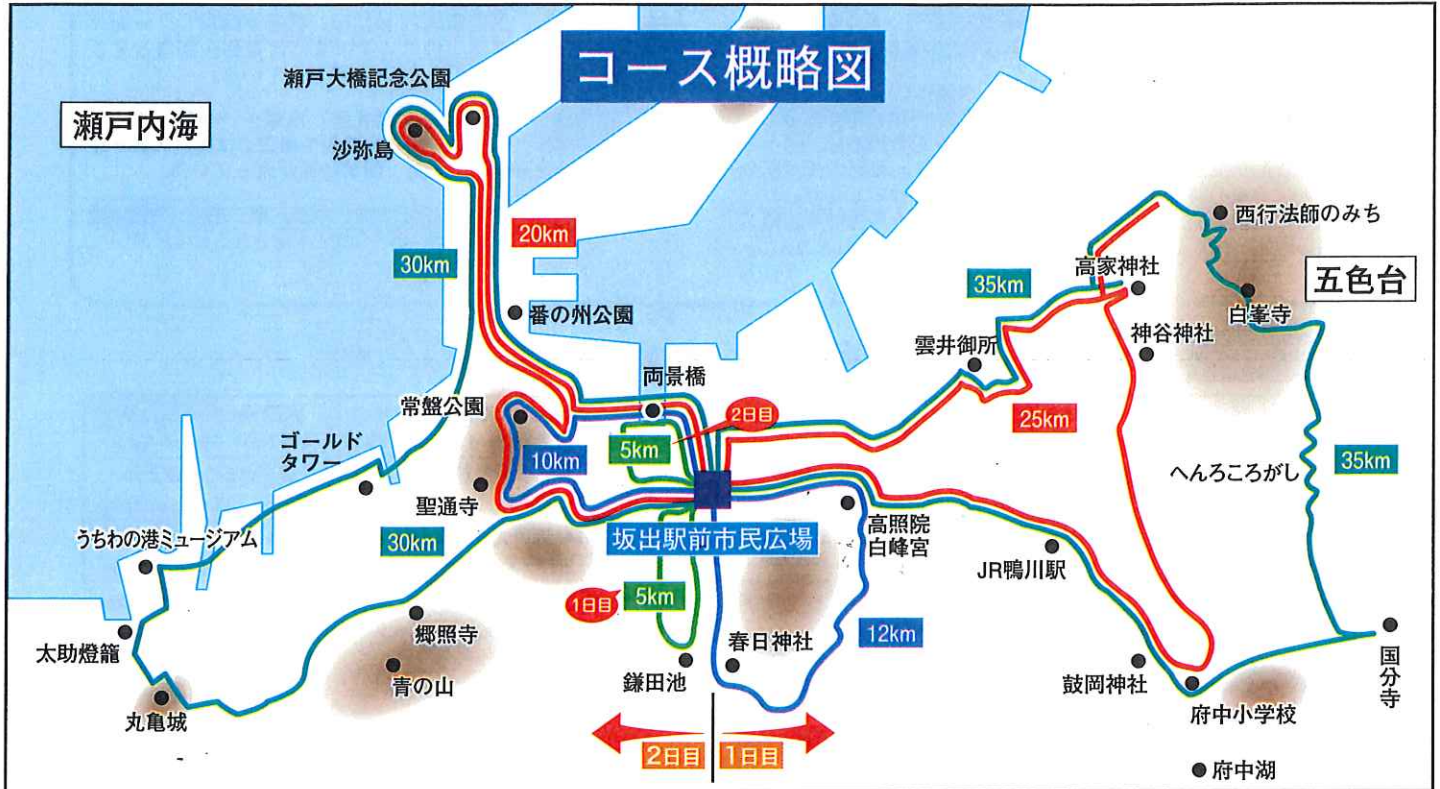 コース概略図
瀬戸大橋記念公園
瀬戸内海
沙弥島
20km
30km
番の州公園
両景橋
2日目
5km
常盤公園
10km
聖通寺
ゴールド
タワー
うちわの港ミュージアム
30km
坂出駅前市民広場
1日目
5km
太助燈籠
郷照寺
青の山
丸亀城
鎌田池
春日神社
12km
高照院
白峰宮
JR鴨川駅
西行法師のみち
高家神社
35km
五色台
白峯寺
神谷神社
雲井御所
25km
へんろころがし
35km
鼓岡神社
府中小学校
国分寺
府中湖
2日目
1日目